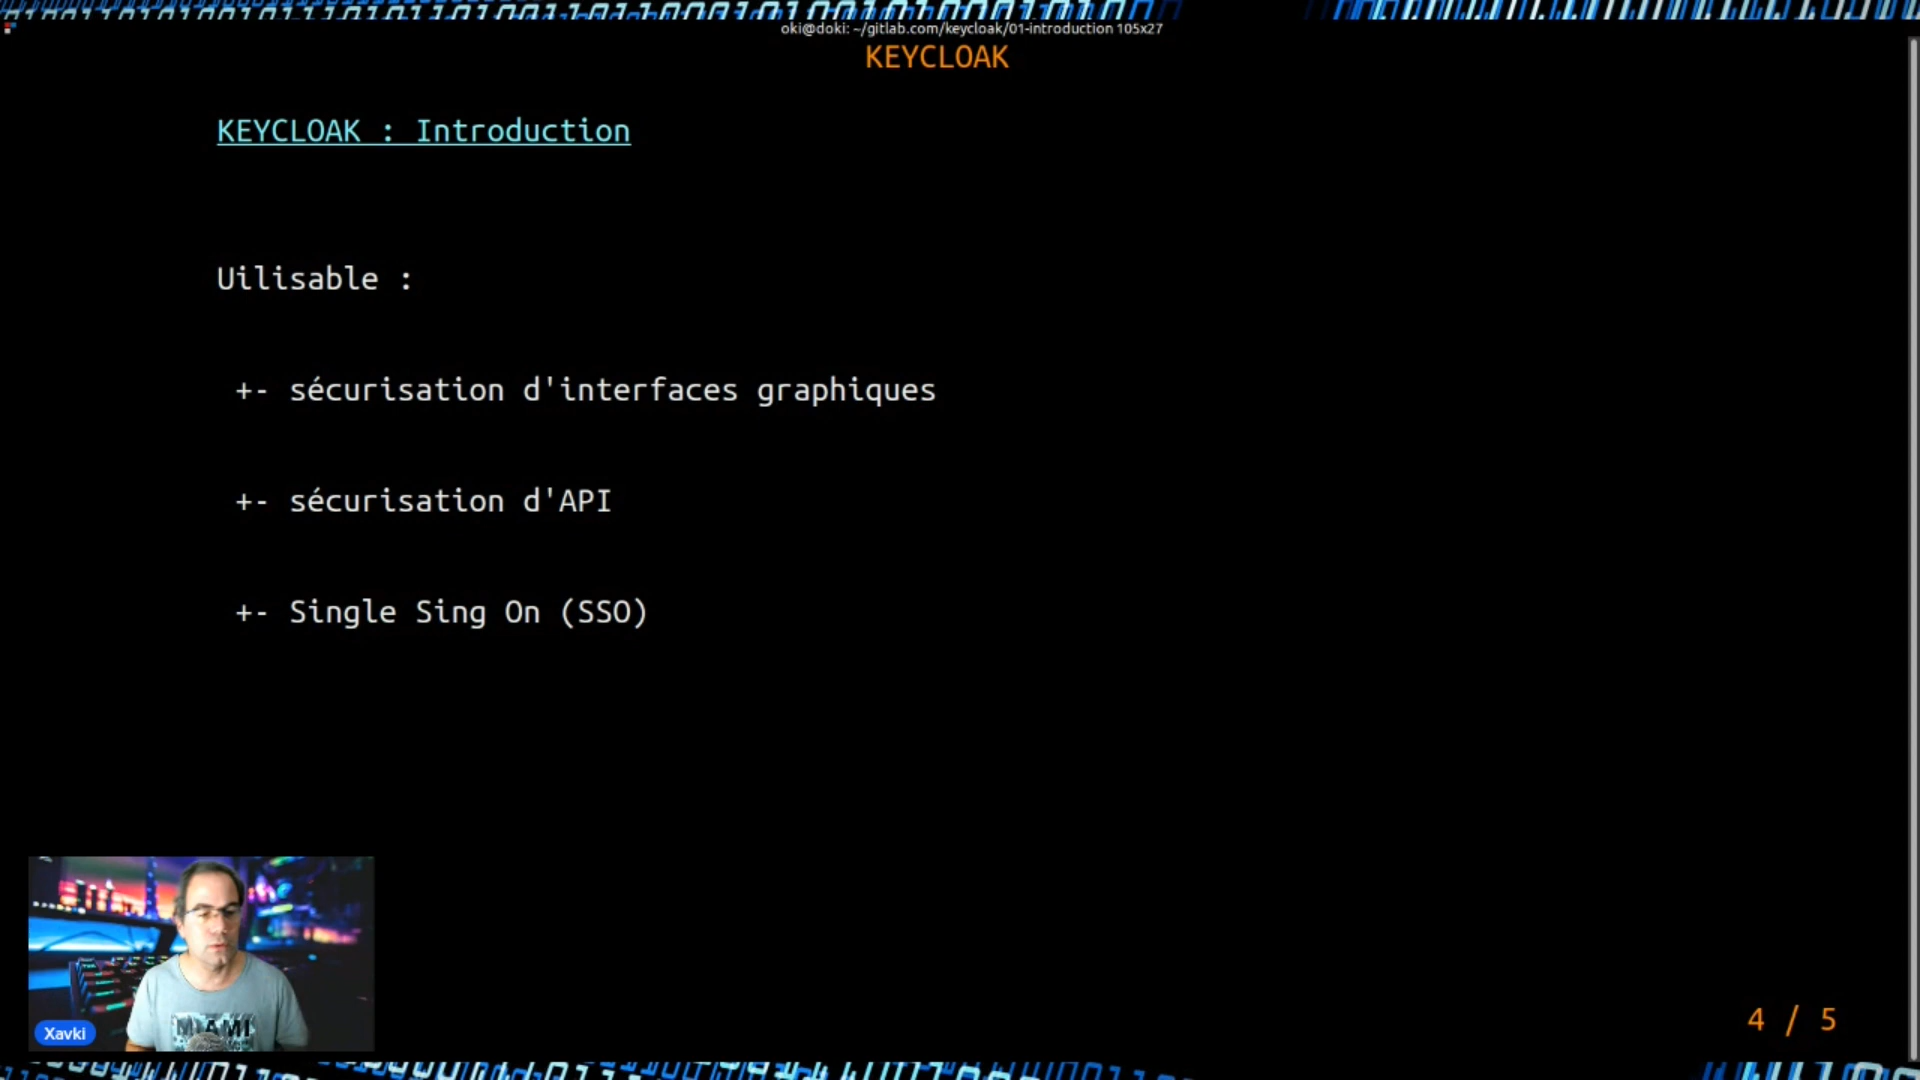 oki@doki: ~/gitlab.com/keycloak/01-introduction 105x27
KEYCLOAK
KEYCLOAK : Introduction
Uilisable :
+- sécurisation d'interfaces graphiques
+- sécurisation d'API
+- Single Sing On (SSO)
MIAMI
Xavki
4 / 5